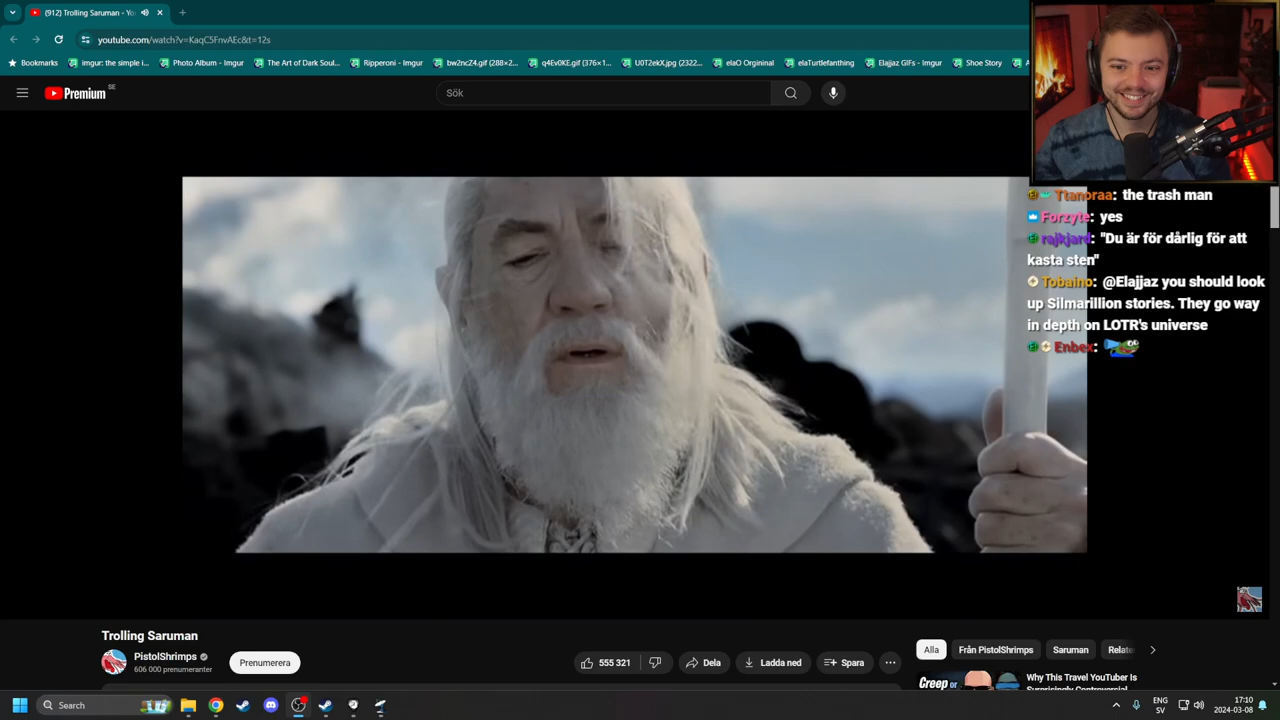 (912) Trolling Saruman - Yo
youtube.com/watch?v=KaqC5FnvAEc&t=12s
Bookmarks
imgur: the simple i...
Photo Album - Imgur
The Art of Dark Soul...
Ripperoni - Imgur
bw2ncZ4.gif (288×2...
q4Ev0KE.gif (376×1...
U0T2ekX.jpg (2322...
elaO Orgininal
elaTurtlefanthing
Elajjaz GIFs - Imgur
Shoe Story
Premium SE
Sök
Ttanoraa: the trash man
Forzyte: yes
rajkjard: "Du är för dårlig för att
kasta sten"
Tobaino: @Elajjaz you should look
up Silmarillion stories. They go way
in depth on LOTR's universe
Enbex:
Trolling Saruman
PistolShrimps
606 000 prenumeranter
Prenumerera
555 321
Dela
Ladda ned
Spara
Alla
Från PistolShrimps
Saruman
Relate
Creep or
Why This Travel YouTuber Is
Surprisingly Controversial
Search
ENG
SV
17:10
2024-03-08